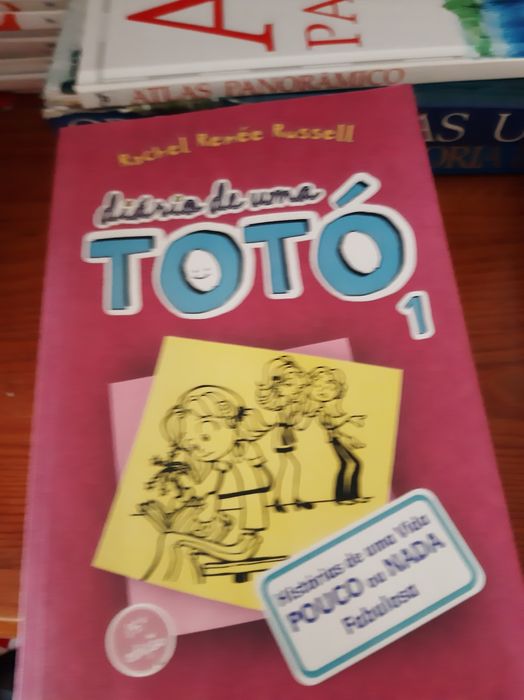 A
PA
ATLAS PANORÂMICO
AS U
ORIA
Rachel Renée Russell
diário de uma
TOTÓ
1
Histórias de uma Vida
POUCO ou NADA
Fabulosa